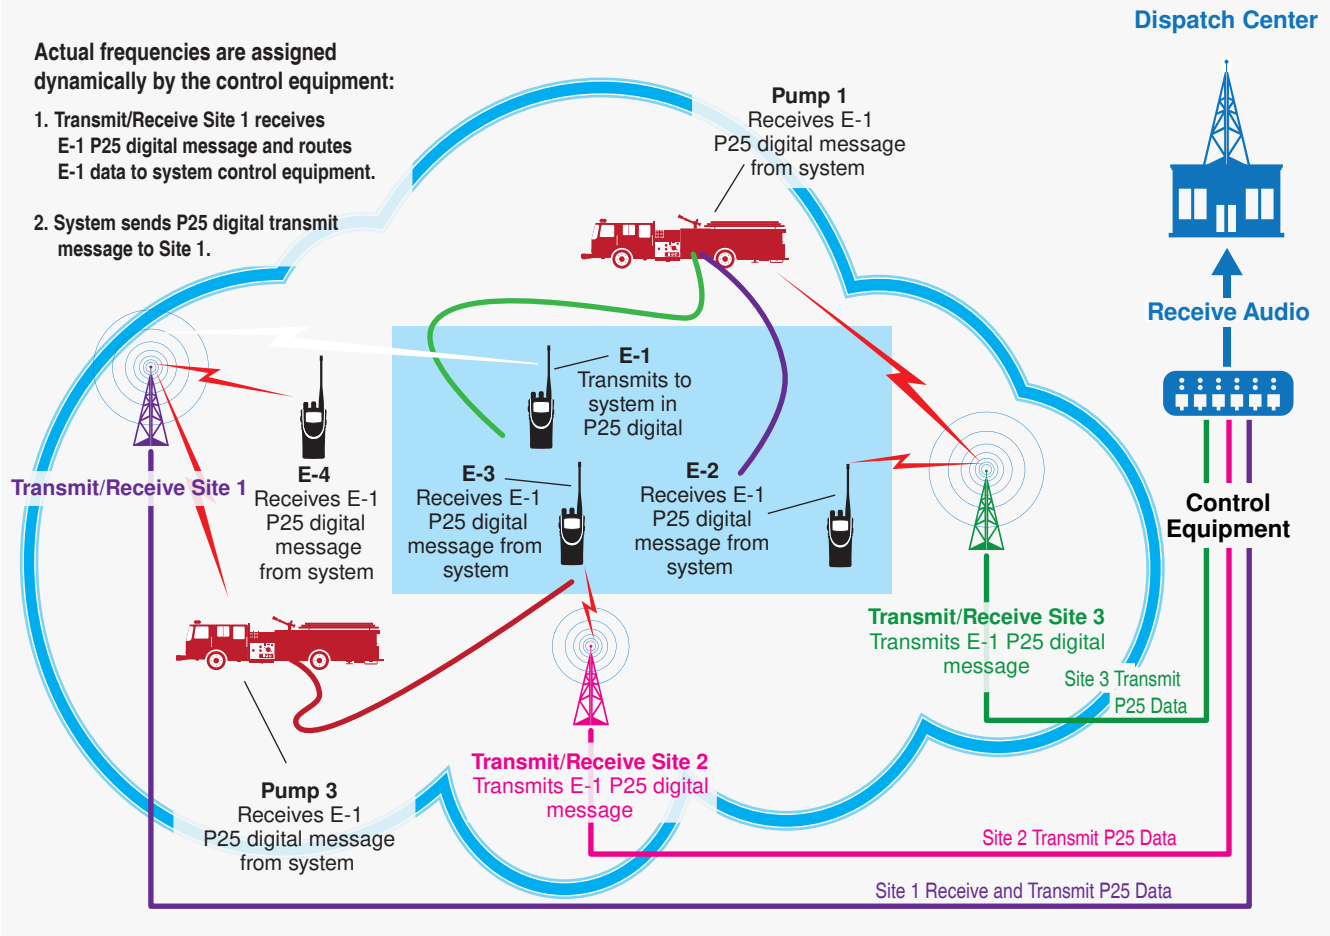 Dispatch Center
Actual frequencies are assigned
dynamically by the control equipment:
1. Transmit/Receive Site 1 receives
E-1 P25 digital message and routes
E-1 data to system control equipment.
2. System sends P25 digital transmit
message to Site 1.
Pump 1
Receives E-1
P25 digital message
from system
Receive Audio
E-1
Transmits to
system in
P25 digital
Transmit/Receive Site 1
E-4
Receives E-1
P25 digital
message
from system
E-3
Receives E-1
P25 digital
message from
system
E-2
Receives E-1
P25 digital
message from
system
Control
Equipment
Transmit/Receive Site 3
Transmits E-1 P25 digital
message
Site 3 Transmit
P25 Data
Transmit/Receive Site 2
Transmits E-1 P25 digital
message
Pump 3
Receives E-1
P25 digital message
from system
Site 2 Transmit P25 Data
Site 1 Receive and Transmit P25 Data